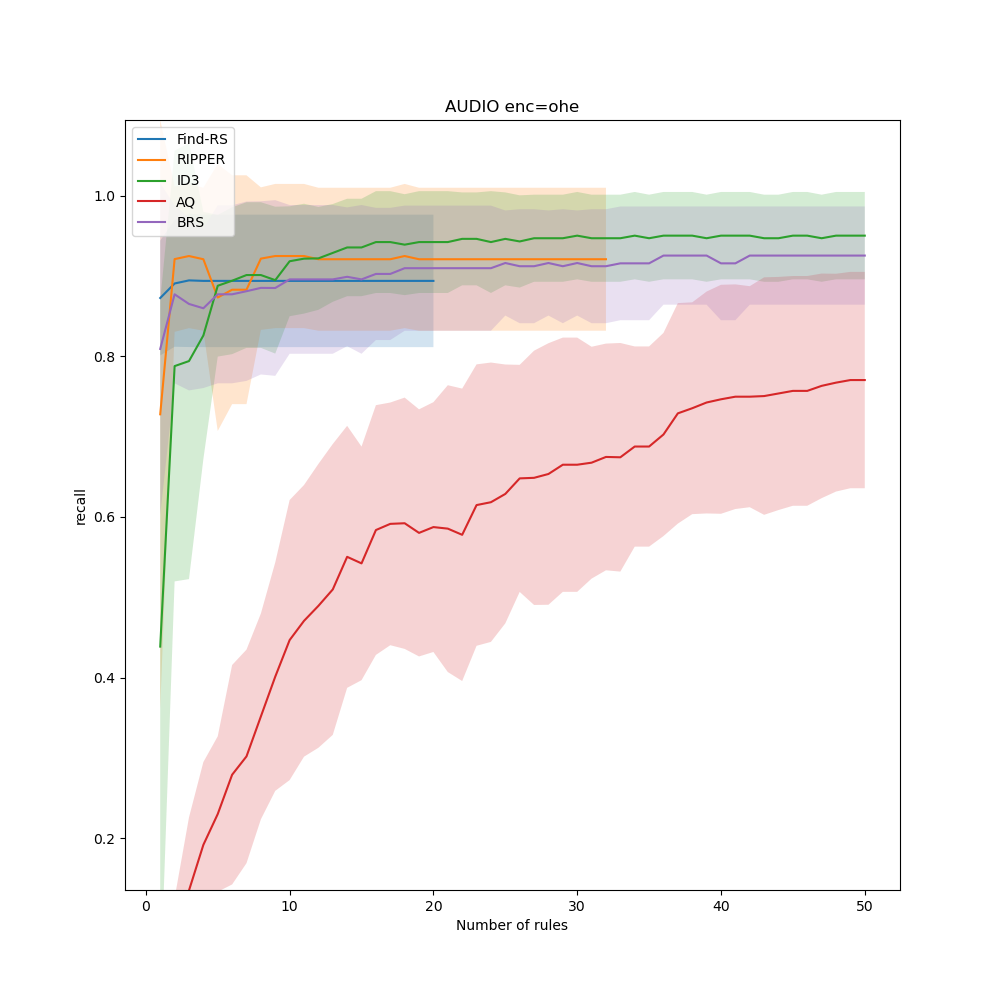 AUDIO enc=ohe
Find-RS
RIPPER
ID3
AQ
BRS
1.0
0.8
0.6
0.4
0.2
recall
0 10 20 30 40 50
Number of rules